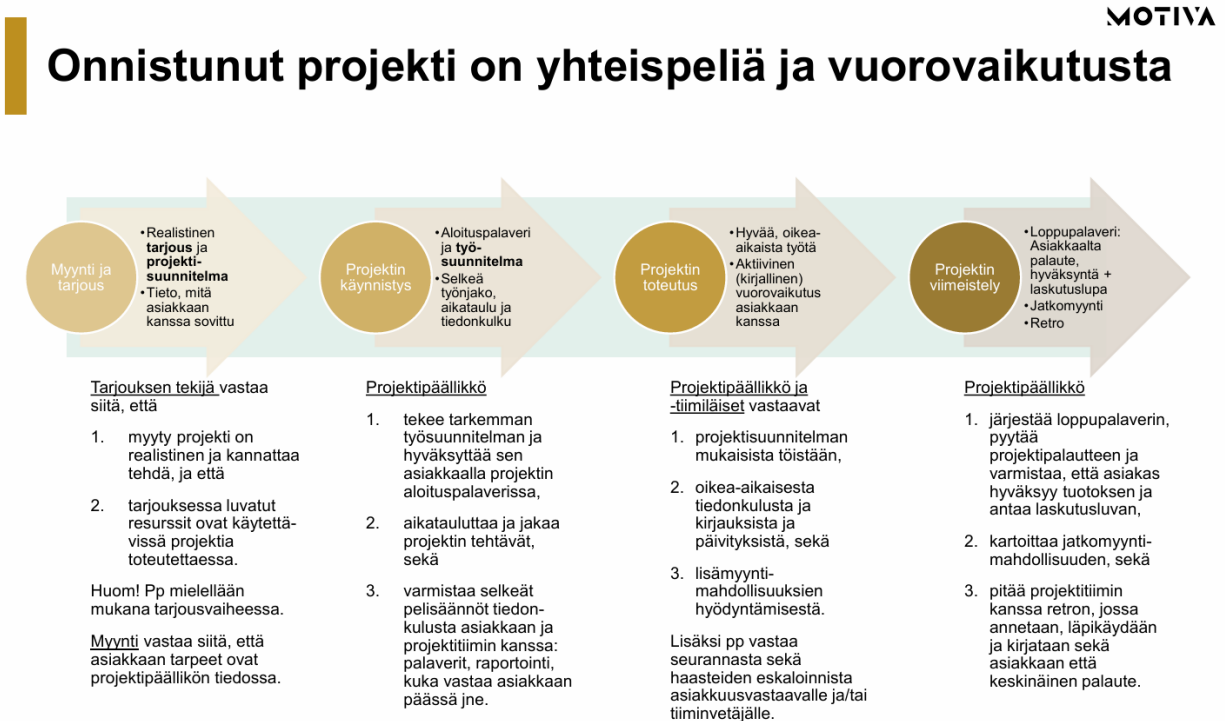 MOTIVA
Onnistunut projekti on yhteispeliä ja vuorovaikutusta
Myynti ja
tarjous
•Realistinen
tarjous ja
projekti-
suunnitelma
•Tieto, mitä
asiakkaan
kanssa sovittu
Projektin
käynnistys
•Aloituspalaveri
ja työ-
suunnitelma
•Selkeä
työnjako,
aikataulu ja
tiedonkulku
Projektin
toteutus
•Hyvää, oikea-
aikaista työtä
•Aktiivinen
(kirjallinen)
vuorovaikutus
asiakkaan
kanssa
Projektin
viimeistely
•Loppupalaveri:
Asiakkaalta
palaute,
hyväksyntä +
laskutuslupa
•Jatkomyynti
•Retro
Tarjouksen tekijä vastaa
siitä, että
1. myyty projekti on
realistinen ja kannattaa
tehdä, ja että
2. tarjouksessa luvatut
resurssit ovat käytettä-
vissä projektia
toteutettaessa.
Huom! Pp mielellään
mukana tarjousvaiheessa.
Myynti vastaa siitä, että
asiakkaan tarpeet ovat
projektipäällikön tiedossa.
Projektipäällikkö
1. tekee tarkemman
työsuunnitelman ja
hyväksyttää sen
asiakkaalla projektin
aloituspalaverissa,
2. aikatauluttaa ja jakaa
projektin tehtävät,
sekä
3. varmistaa selkeät
pelisäännöt tiedon-
kulusta asiakkaan ja
projektitiimin kanssa:
palaverit, raportointi,
kuka vastaa asiakkaan
päässä jne.
Projektipäällikkö ja
-tiimiläiset vastaavat
1. projektisuunnitelman
mukaisista töistään,
2. oikea-aikaisesta
tiedonkulusta ja
kirjauksista ja
päivityksistä, sekä
3. lisämyynti-
mahdollisuuksien
hyödyntämisestä.
Lisäksi pp vastaa
seurannasta sekä
haasteiden eskaloinnista
asiakkuusvastaavalle ja/tai
tiiminvetäjälle.
Projektipäällikkö
1. järjestää loppupalaverin,
pyytää
projektipalautteen ja
varmistaa, että asiakas
hyväksyy tuotoksen ja
antaa laskutusluvan,
2. kartoittaa jatkomyynti-
mahdollisuuden, sekä
3. pitää projektitiimin
kanssa retron, jossa
annetaan, läpikäydään
ja kirjataan sekä
asiakkaan että
keskinäinen palaute.